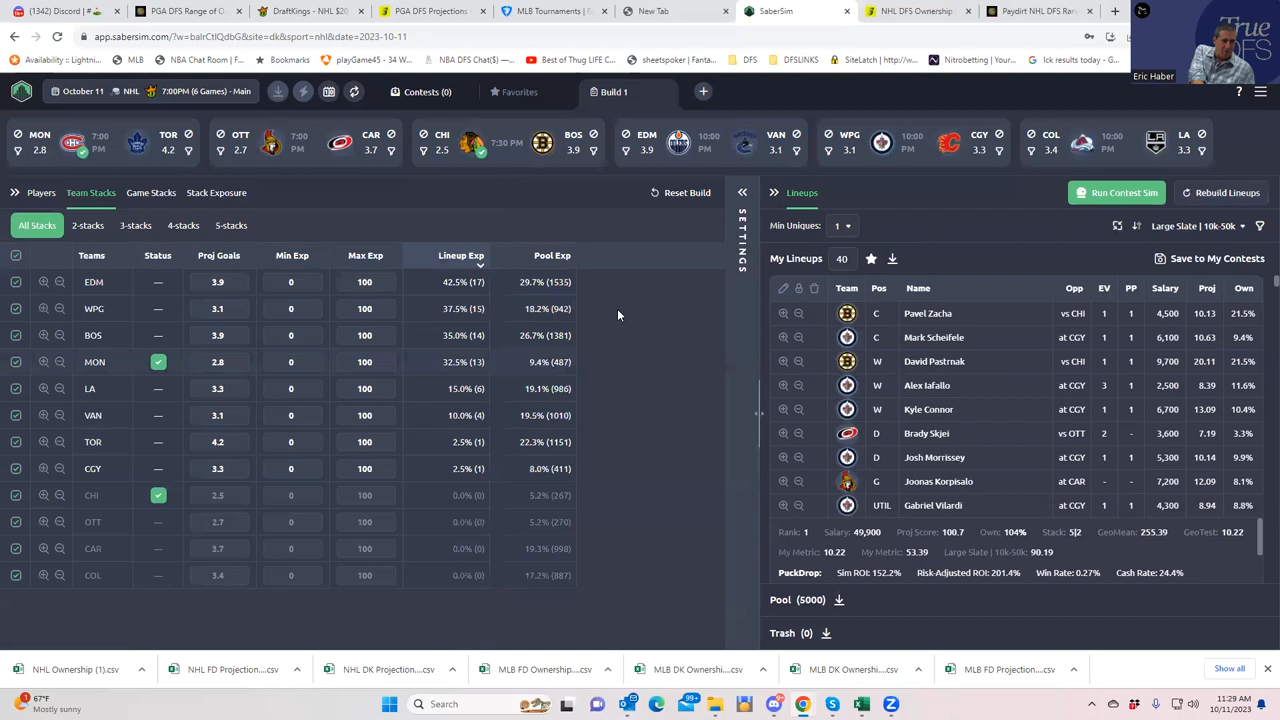 (1342) Discord | #
PGA DFS Range of O
DraftKings - NHL $20
PGA DFS Projections
MLB Tournaments | Fe
New Tab
SaberSim
NHL DFS Ownership
Paydirt DFS Ran
True DFS
app.sabersim.com/?w=balrCtlQdbG&site=dk&sport=nhl&date=2023-10-11
Availability :: Lightni...
MLB
NBA Chat Room | F...
Bookmarks
playGame45 - 34 W...
NBA DFS Chat($)---...
Best of Thug LIFE C...
sheetspoker | Fanta...
DFS
DFSLINKS
SiteLatch | http://w...
Nitrobetting | Your...
Ick results today |...
Eric Haber
October 11 NHL 7:00PM (6 Games) - Main
Contests (0)
Favorites
Build 1
MON 7:00 PM TOR 4.2
OTT 7:00 PM CAR 3.7
CHI 2.5 7:30 PM BOS 3.9
EDM 3.9 10:00 PM VAN 3.1
WPG 3.1 10:00 PM CGY 3.3
COL 3.4 10:00 PM LA 3.3
Players Team Stacks Game Stacks Stack Exposure Reset Build
All Stacks 2-stacks 3-stacks 4-stacks 5-stacks
Teams Status Proj Goals Min Exp Max Exp Lineup Exp Pool Exp
EDM — 3.9 0 100 42.5% (17) 29.7% (1535)
WPG — 3.1 0 100 37.5% (15) 18.2% (942)
BOS — 3.9 0 100 35.0% (14) 26.7% (1381)
MON 2.8 0 100 32.5% (13) 9.4% (487)
LA — 3.3 0 100 15.0% (6) 19.1% (986)
VAN — 3.1 0 100 10.0% (4) 19.5% (1010)
TOR — 4.2 0 100 2.5% (1) 22.3% (1151)
CGY — 3.3 0 100 2.5% (1) 8.0% (411)
CHI 2.5 0 100 0.0% (0) 5.2% (267)
OTT — 2.7 0 100 0.0% (0) 5.2% (270)
CAR — 3.7 0 100 0.0% (0) 19.3% (998)
COL — 3.4 0 100 0.0% (0) 17.2% (887)
SETTINGS
Lineups
Run Contest Sim
Rebuild Lineups
Min Uniques: 1
Large Slate | 10k-50k
My Lineups 40
Save to My Contests
Team Pos Name Opp EV PP Salary Proj Own
C Pavel Zacha vs CHI 1 1 4,500 10.13 21.5%
C Mark Scheifele at CGY 1 1 6,100 10.63 9.4%
W David Pastrnak vs CHI 1 1 9,700 20.11 21.5%
W Alex Iafallo at CGY 3 1 2,500 8.39 11.6%
W Kyle Connor at CGY 1 1 6,700 13.09 10.4%
D Brady Skjei vs OTT 2 - 3,600 7.19 3.3%
D Josh Morrissey at CGY 1 1 5,300 10.14 9.9%
G Joonas Korpisalo at CAR - - 7,200 12.09 8.1%
UTIL Gabriel Vilardi at CGY 1 1 4,300 8.94 8.8%
Rank: 1 Salary: 49,900 Proj Score: 100.7 Own: 104% Stack: 5|2 GeoMean: 255.39 GeoTest: 10.22
My Metric: 10.22 My Metric: 53.39 Large Slate | 10k-50k: 90.19
PuckDrop: Sim ROI: 152.2% Risk-Adjusted ROI: 201.4% Win Rate: 0.27% Cash Rate: 24.4%
Pool (5000)
Trash (0)
NHL Ownership (1).csv
NHL FD Projection....csv
NHL DK Projection....csv
MLB FD Ownership....csv
MLB DK Ownershi....csv
MLB DK Ownershi....csv
MLB FD Projection....csv
Show all
67°F
Mostly sunny
Search
99+
11:29 AM
10/11/2023